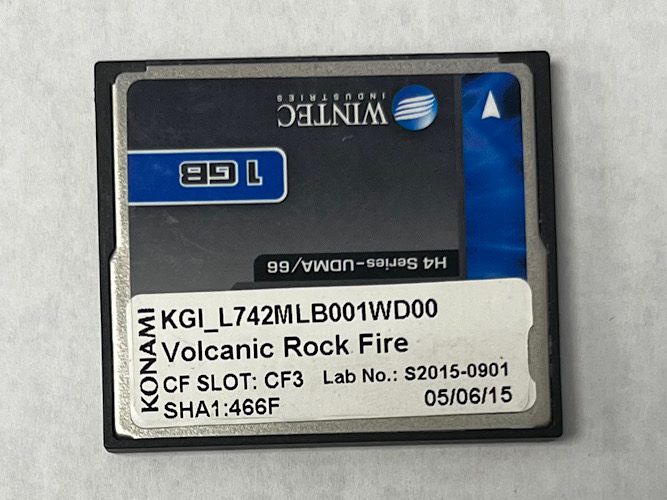 WINTEC
INDUSTRIES
1 GB
H4 Series-UDMA/66
KONAMI
KGI_L742MLB001WD00
Volcanic Rock Fire
CF SLOT: CF3 Lab No.: S2015-0901
SHA1:466F 05/06/15